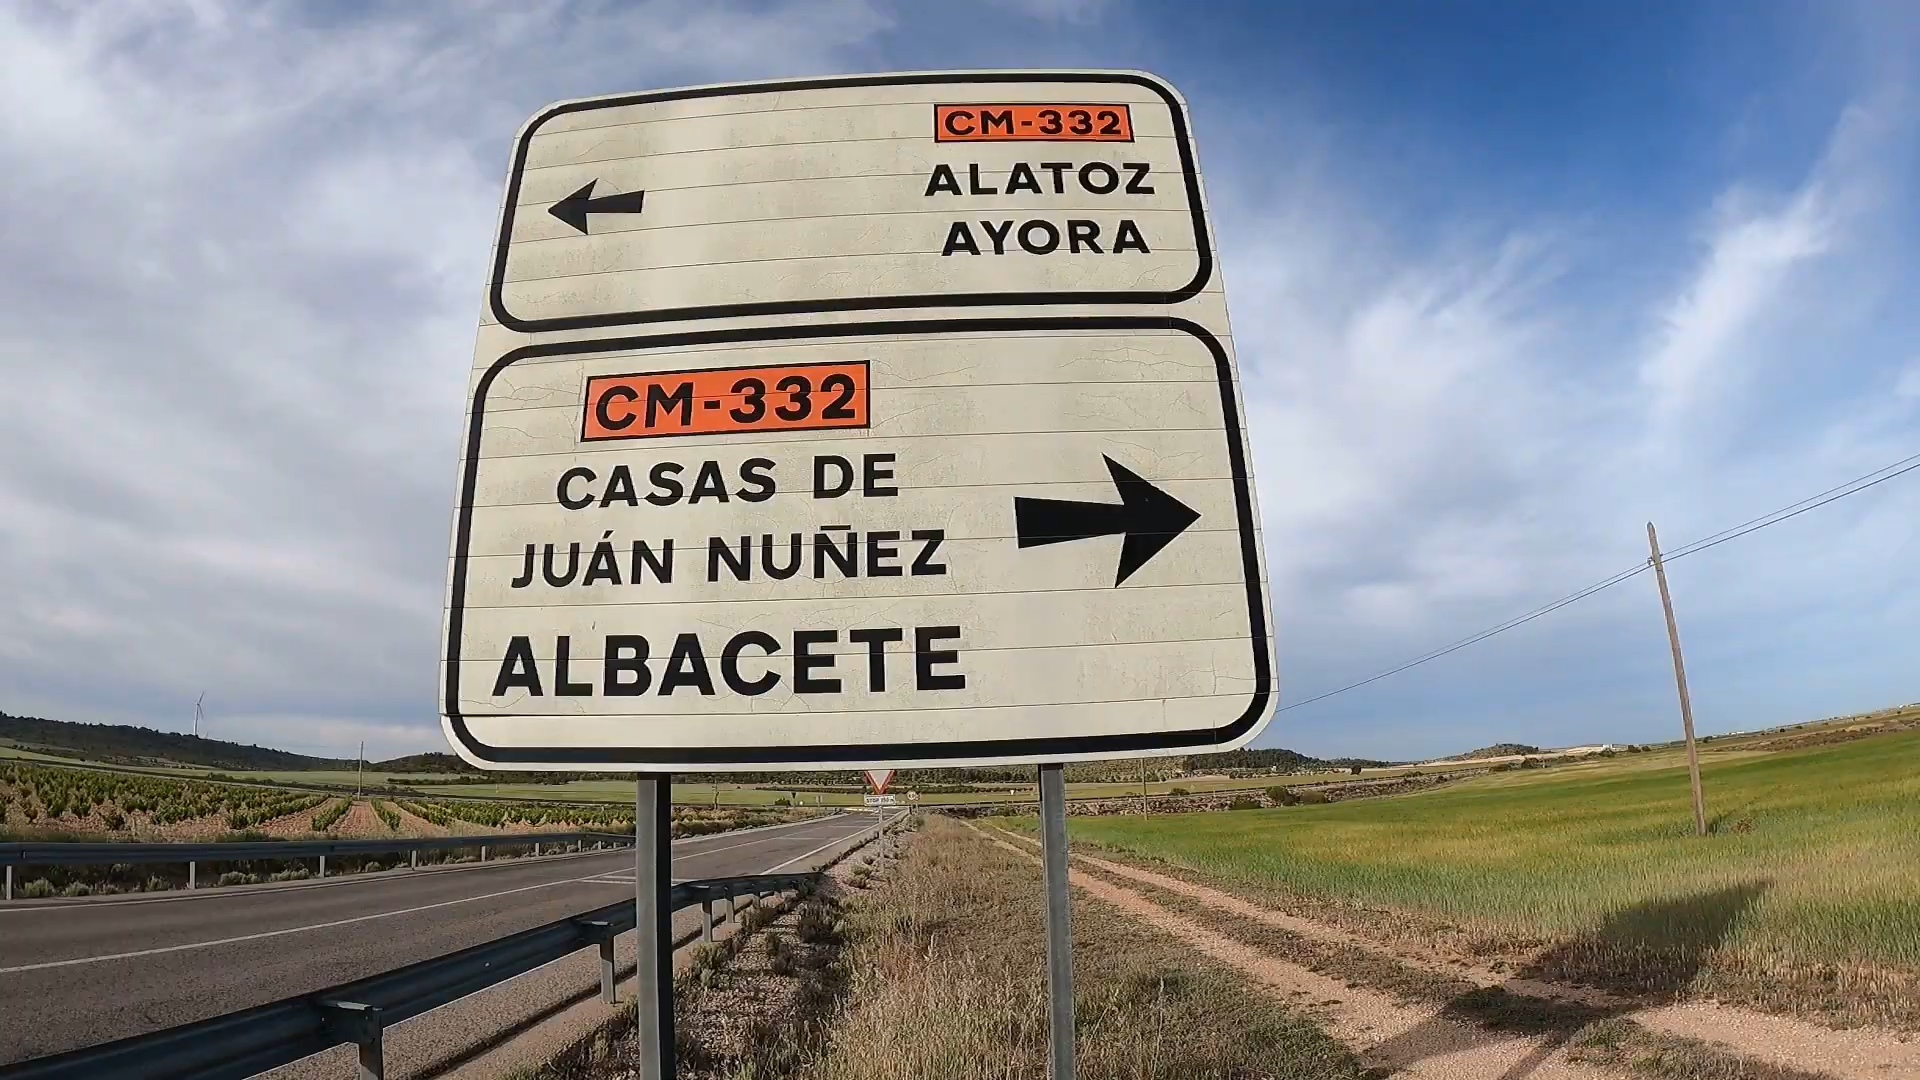 CM-332
ALATOZ
AYORA
CM-332
CASAS DE
JUÁN NUÑEZ
ALBACETE